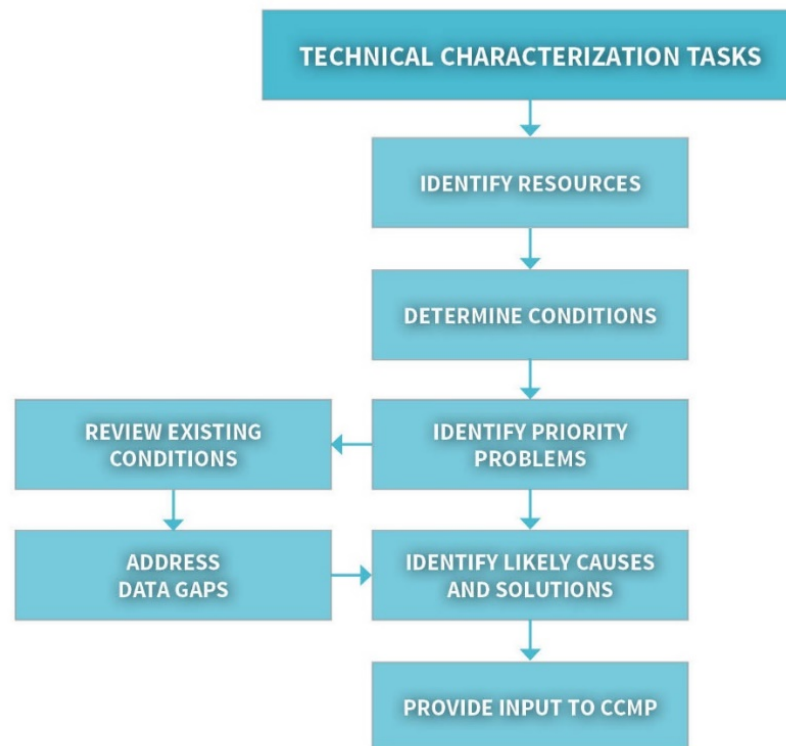 TECHNICAL CHARACTERIZATION TASKS
IDENTIFY RESOURCES
DETERMINE CONDITIONS
REVIEW EXISTING
CONDITIONS
IDENTIFY PRIORITY
PROBLEMS
ADDRESS
DATA GAPS
IDENTIFY LIKELY CAUSES
AND SOLUTIONS
PROVIDE INPUT TO CCMP